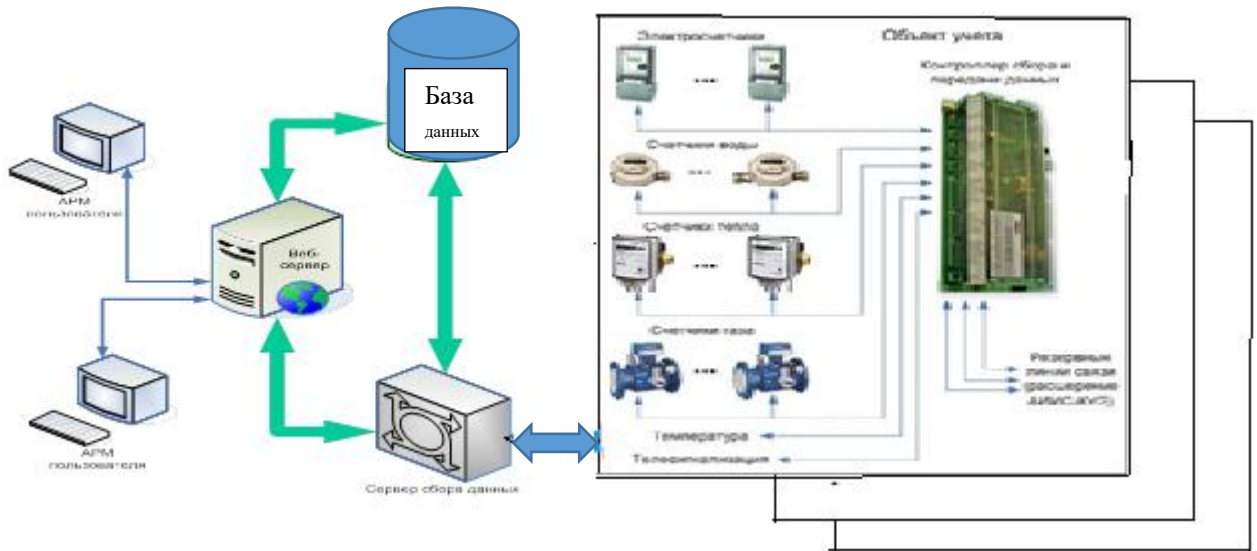 База
данных
АРМ
пользователя
Веб-
сервер
АРМ
пользователя
Сервер сбора данных
Объект учета
Электросчетчики
Контроллер сбора и
передачи данных
Счетчики воды
Счетчики тепла
Счетчики газа
Температура
Телесигнализация
Резервные
линии связи
(расширение